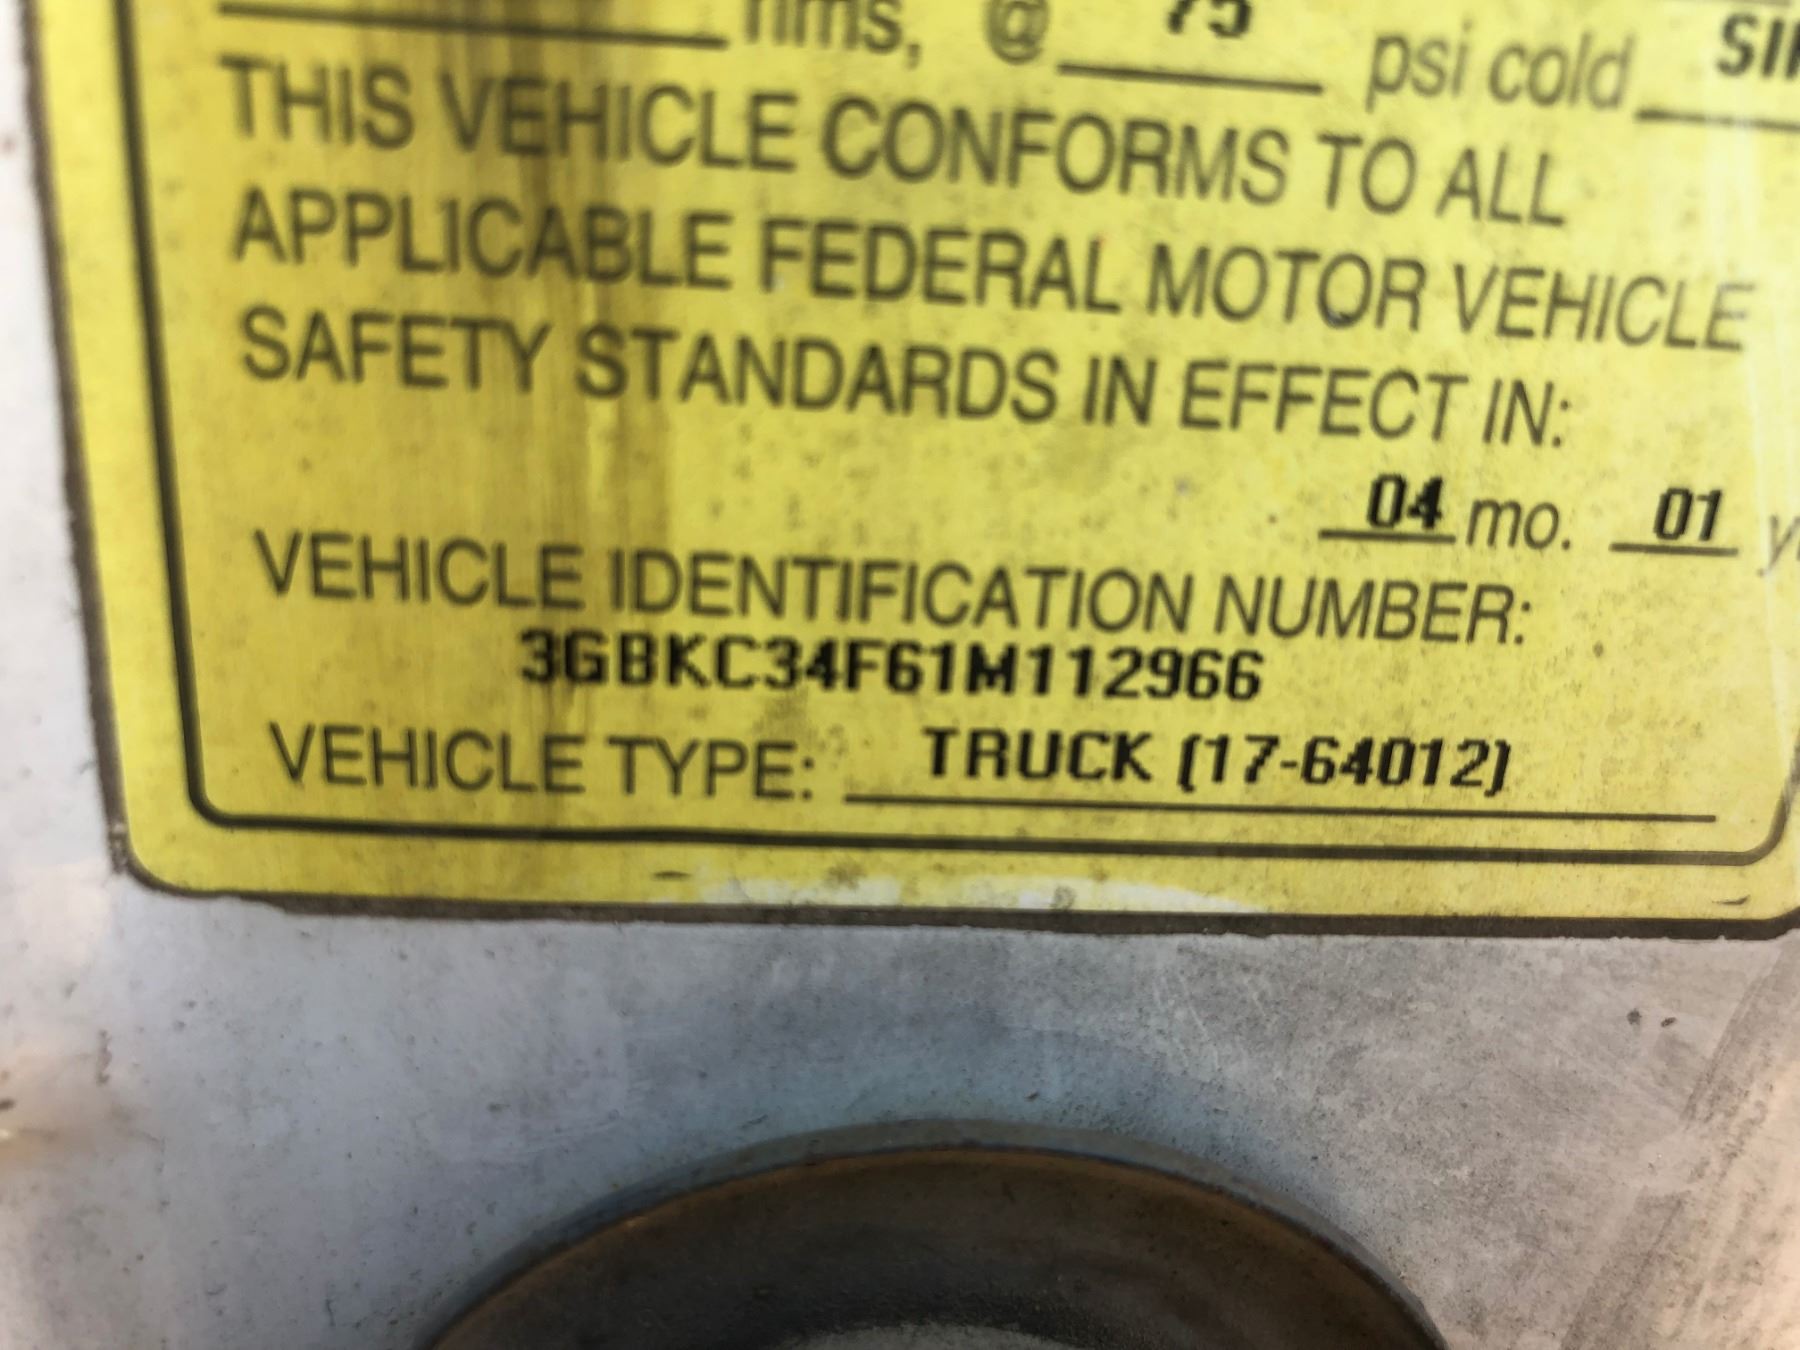 rims, @ 75 psi cold
THIS VEHICLE CONFORMS TO ALL
APPLICABLE FEDERAL MOTOR VEHICLE
SAFETY STANDARDS IN EFFECT IN:
04 mo. 01
VEHICLE IDENTIFICATION NUMBER:
3GBKC34F61M112966
VEHICLE TYPE: TRUCK (17-64012)